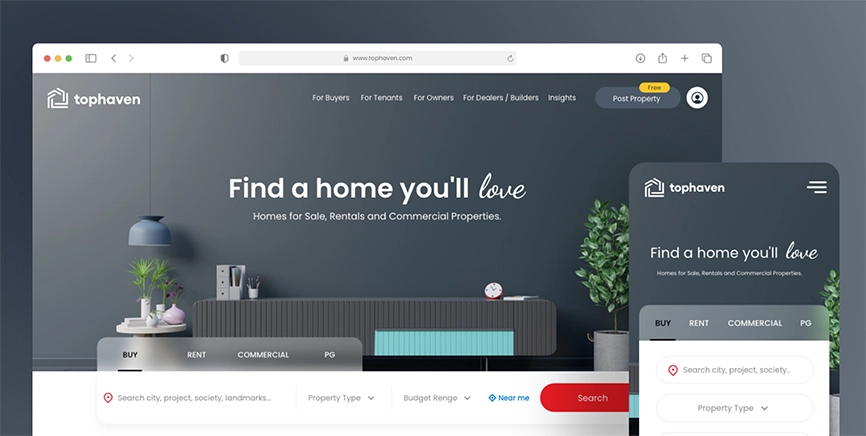 www.tophaven.com
tophaven
For Buyers For Tenants For Owners For Dealers / Builders Insights
Free
Post Property
Find a home you'll love
Homes for Sale, Rentals and Commercial Properties.
BUY RENT COMMERCIAL PG
Search city, project, society, landmarks... Property Type Budget Renge Near me Search
tophaven
Find a home you'll love
Homes for Sale, Rentals and Commercial Properties.
BUY RENT COMMERCIAL PG
Search city, project, society..
Property Type